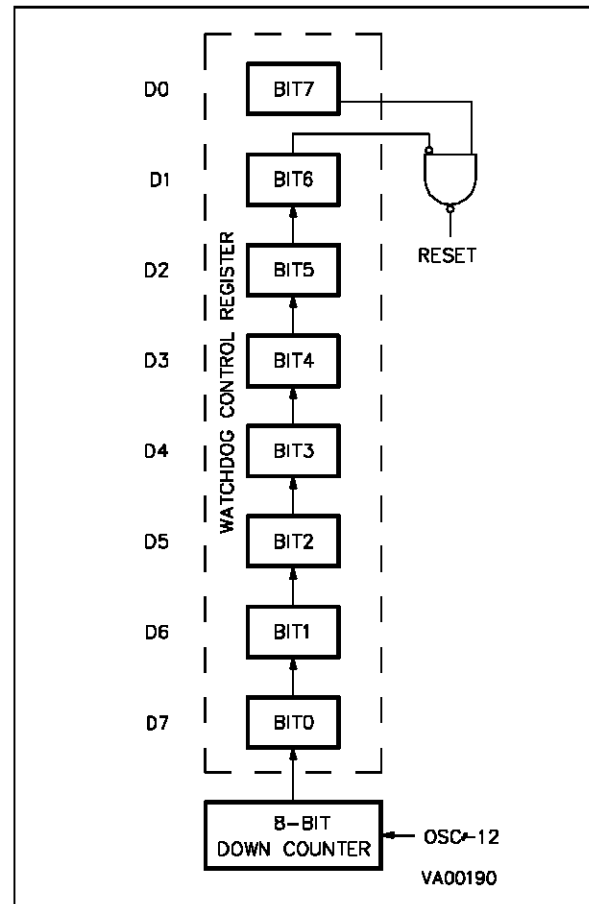 D0 BIT7
D1 BIT6
RESET
D2 BIT5
D3 BIT4
WATCHDOG CONTROL REGISTER
D4 BIT3
D5 BIT2
D6 BIT1
D7 BIT0
8-BIT
DOWN COUNTER
OSC÷12
VA00190